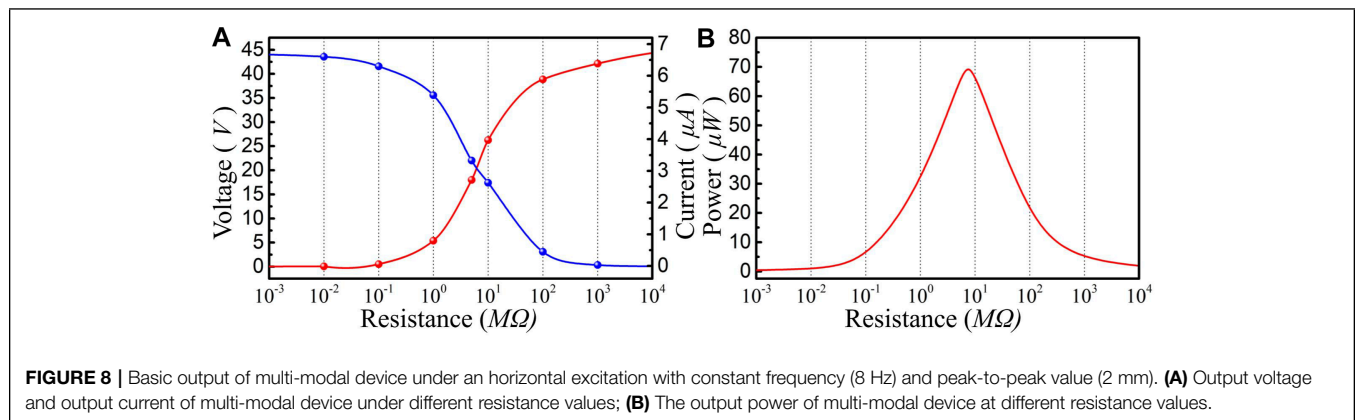 A
45
40
35
30
25
20
15
10
5
0
Voltage ( V)
7
6
5
4
3
2
1
0
Current ( μA)
10⁻³ 10⁻² 10⁻¹ 10⁰ 10¹ 10² 10³ 10⁴
Resistance (MΩ)
B
80
70
60
50
40
30
20
10
0
Power ( μW)
10⁻³ 10⁻² 10⁻¹ 10⁰ 10¹ 10² 10³ 10⁴
Resistance (MΩ)
FIGURE 8 | Basic output of multi-modal device under an horizontal excitation with constant frequency (8 Hz) and peak-to-peak value (2 mm). (A) Output voltage
and output current of multi-modal device under different resistance values; (B) The output power of multi-modal device at different resistance values.